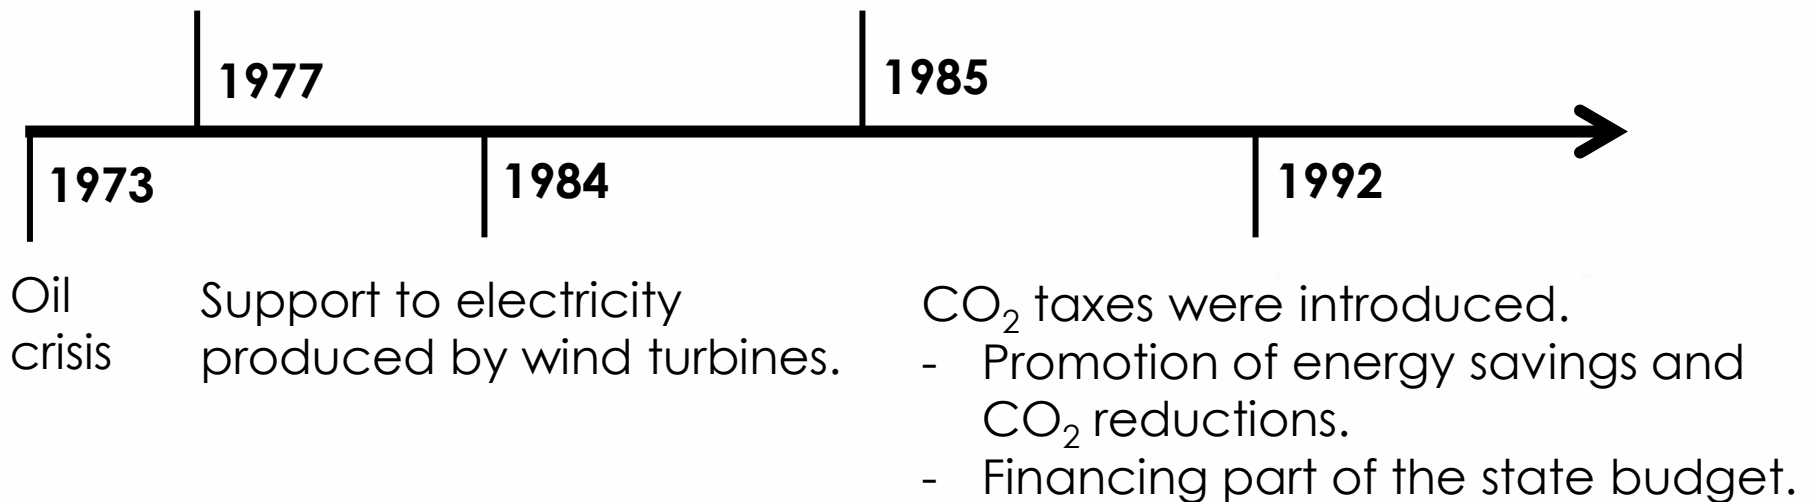 1977
1985
1973
1984
1992
Oil
crisis
Support to electricity
produced by wind turbines.
CO₂ taxes were introduced.
- Promotion of energy savings and
CO₂ reductions.
- Financing part of the state budget.